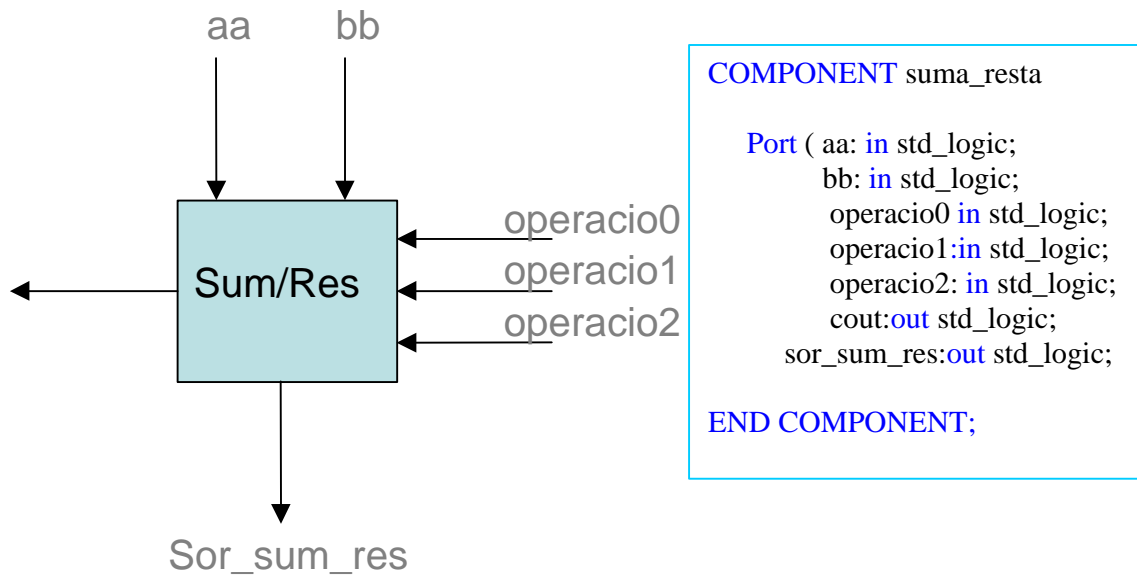 aa bb
operacio0
Sum/Res
operacio1
operacio2
Sor_sum_res
COMPONENT suma_resta
Port ( aa: in std_logic;
bb: in std_logic;
operacio0 in std_logic;
operacio1:in std_logic;
operacio2: in std_logic;
cout:out std_logic;
sor_sum_res:out std_logic;
END COMPONENT;